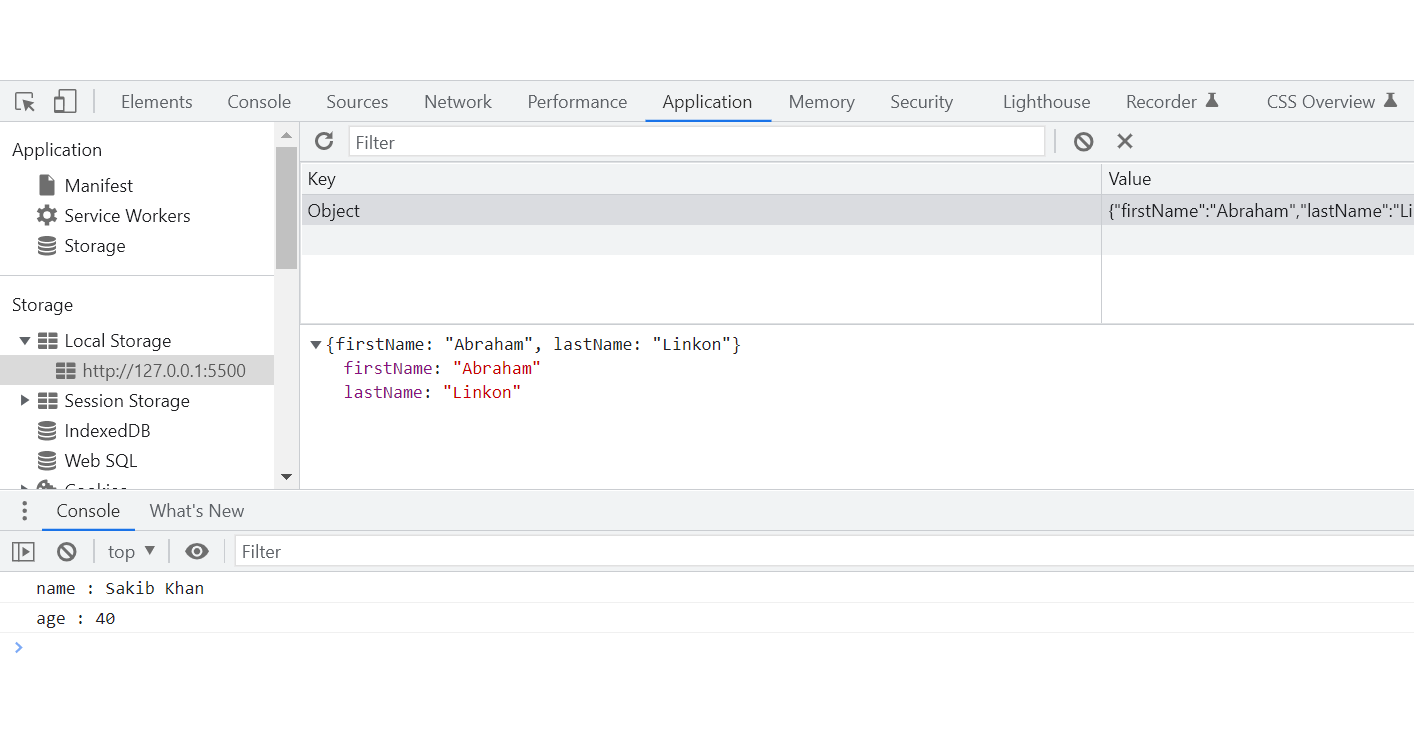 Elements Console Sources Network Performance Application Memory Security Lighthouse Recorder CSS Overview
Application
Manifest
Service Workers
Storage
Storage
Local Storage
http://127.0.0.1:5500
Session Storage
IndexedDB
Web SQL
Cookies
Filter
Key Value
Object {"firstName":"Abraham","lastName":"Li
{firstName: "Abraham", lastName: "Linkon"}
firstName: "Abraham"
lastName: "Linkon"
Console What's New
top Filter
name : Sakib Khan
age : 40